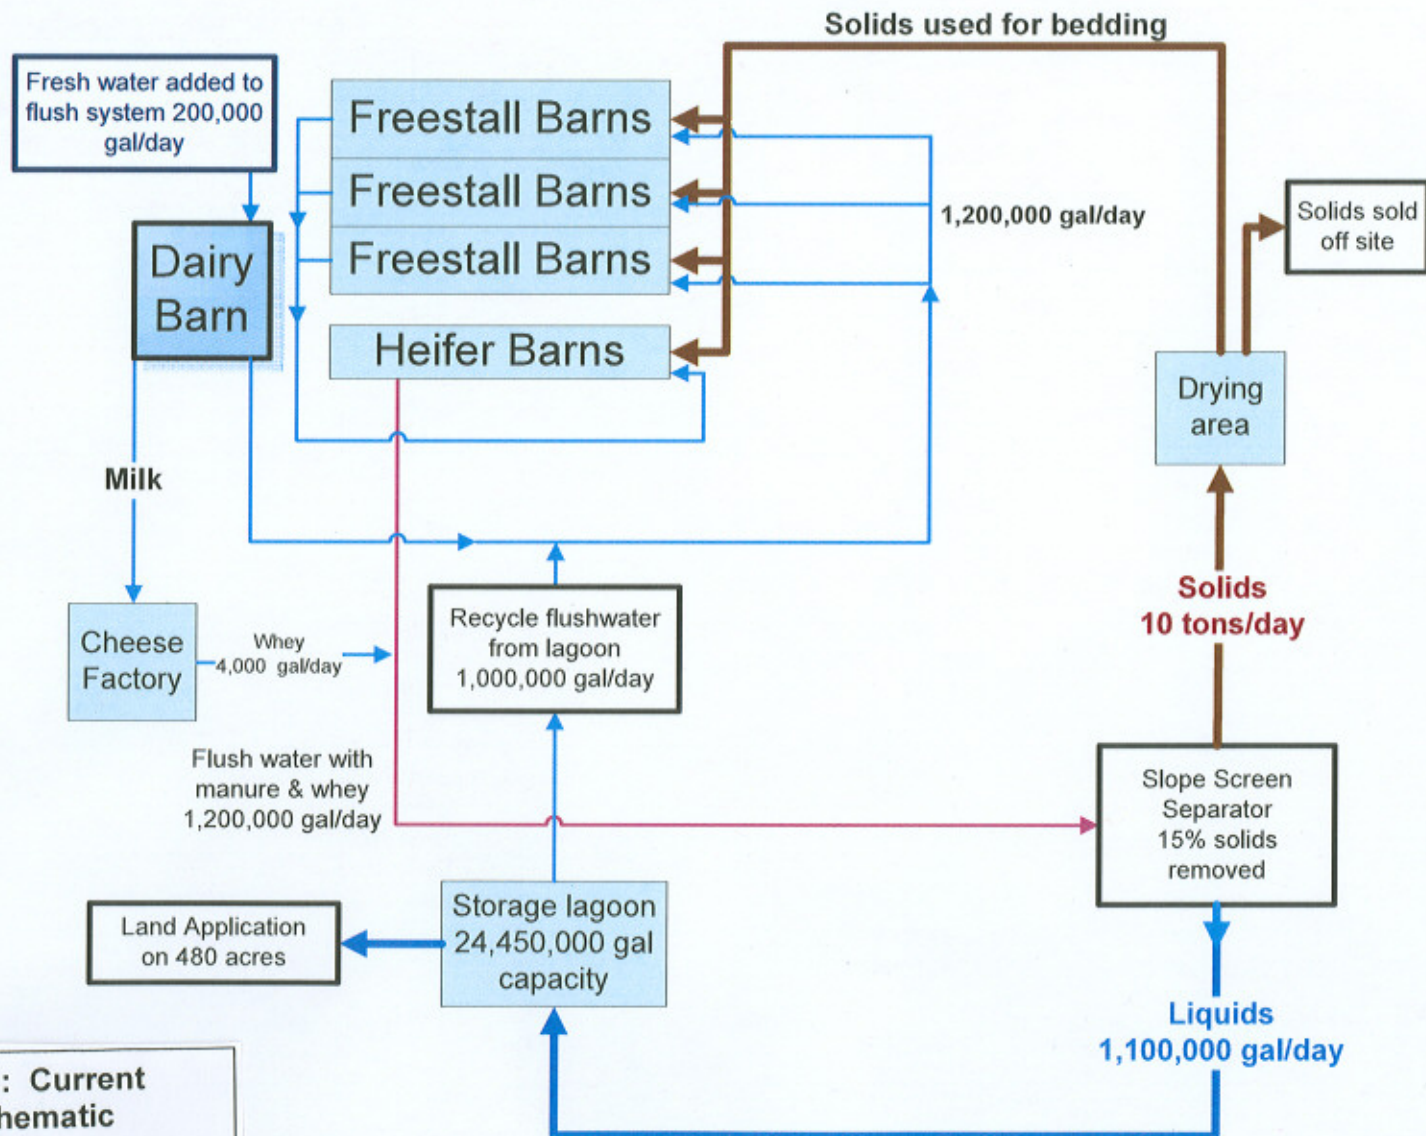 Solids used for bedding
Fresh water added to
flush system 200,000
gal/day
Freestall Barns
Freestall Barns
Freestall Barns
Heifer Barns
1,200,000 gal/day
Solids sold
off site
Dairy
Barn
Drying
area
Milk
Solids
10 tons/day
Cheese
Factory
Whey
4,000 gal/day
Recycle flushwater
from lagoon
1,000,000 gal/day
Flush water with
manure & whey
1,200,000 gal/day
Slope Screen
Separator
15% solids
removed
Land Application
on 480 acres
Storage lagoon
24,450,000 gal
capacity
Liquids
1,100,000 gal/day
: Current